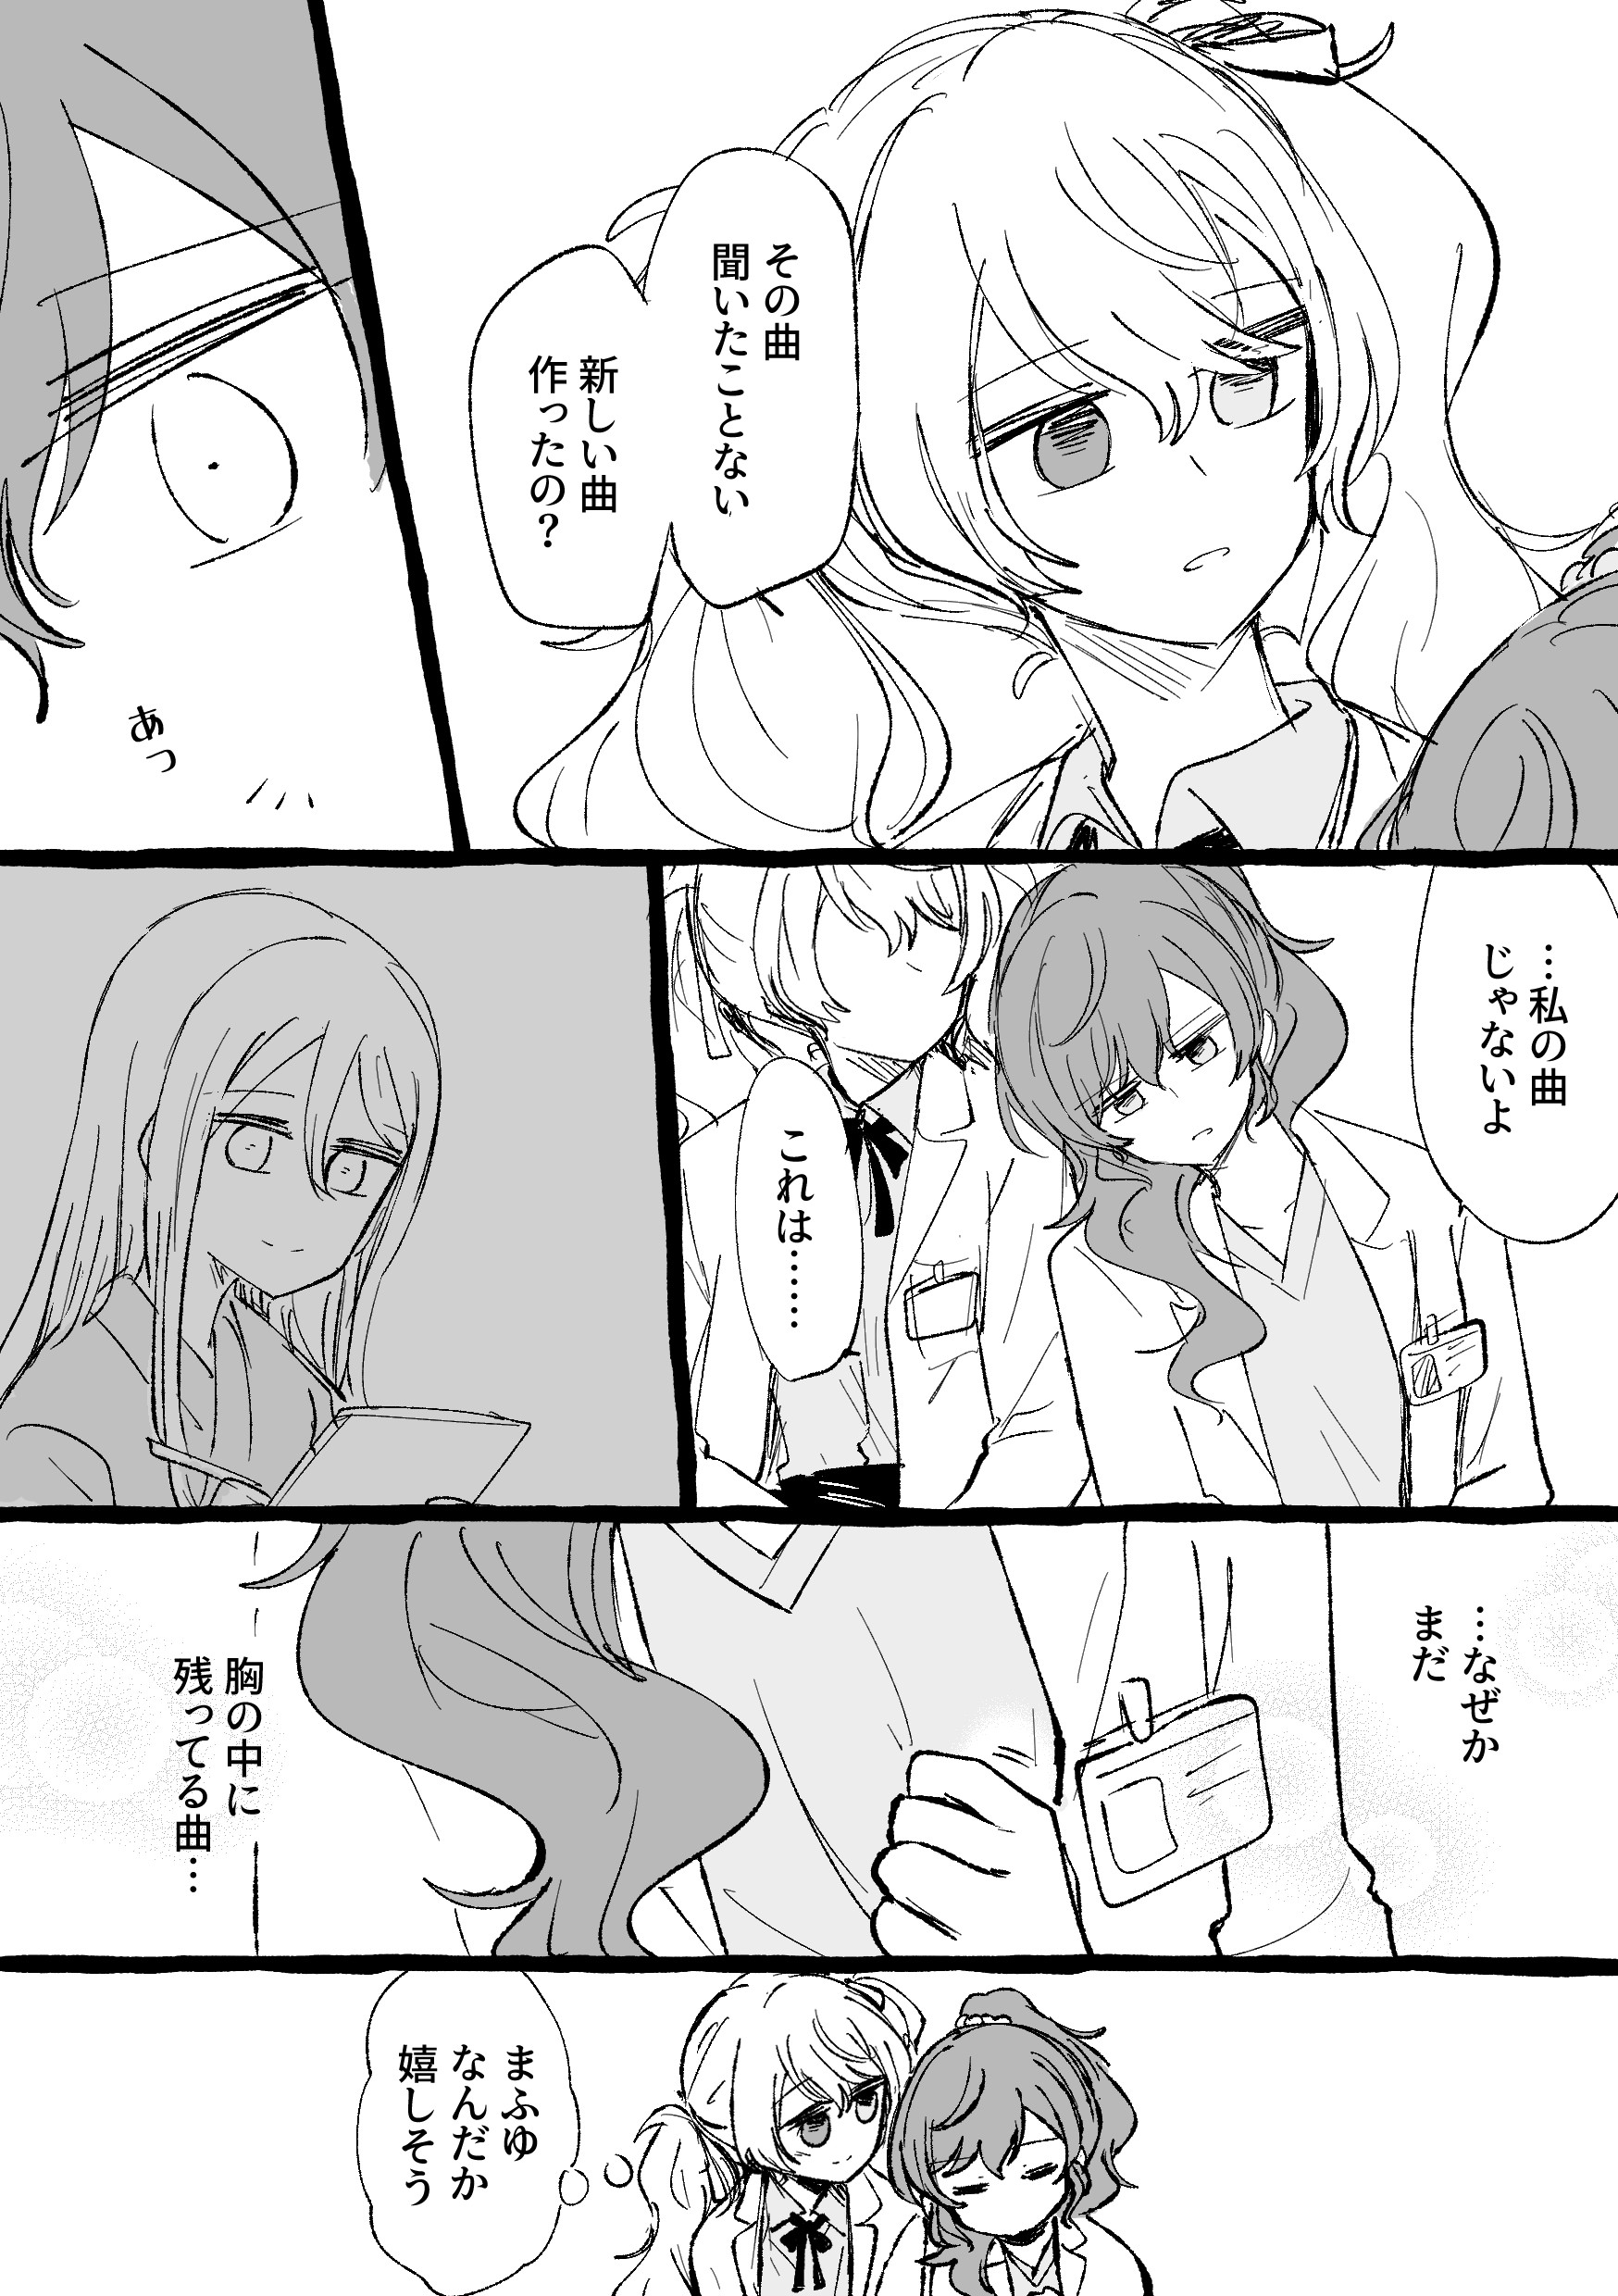 その曲
聞いたことない
新しい曲
作ったの？
あっ
…私の曲
じゃないよ
これは……
…なぜか
まだ
胸の中に
残ってる曲…
まふゆ
なんだか
嬉しそう